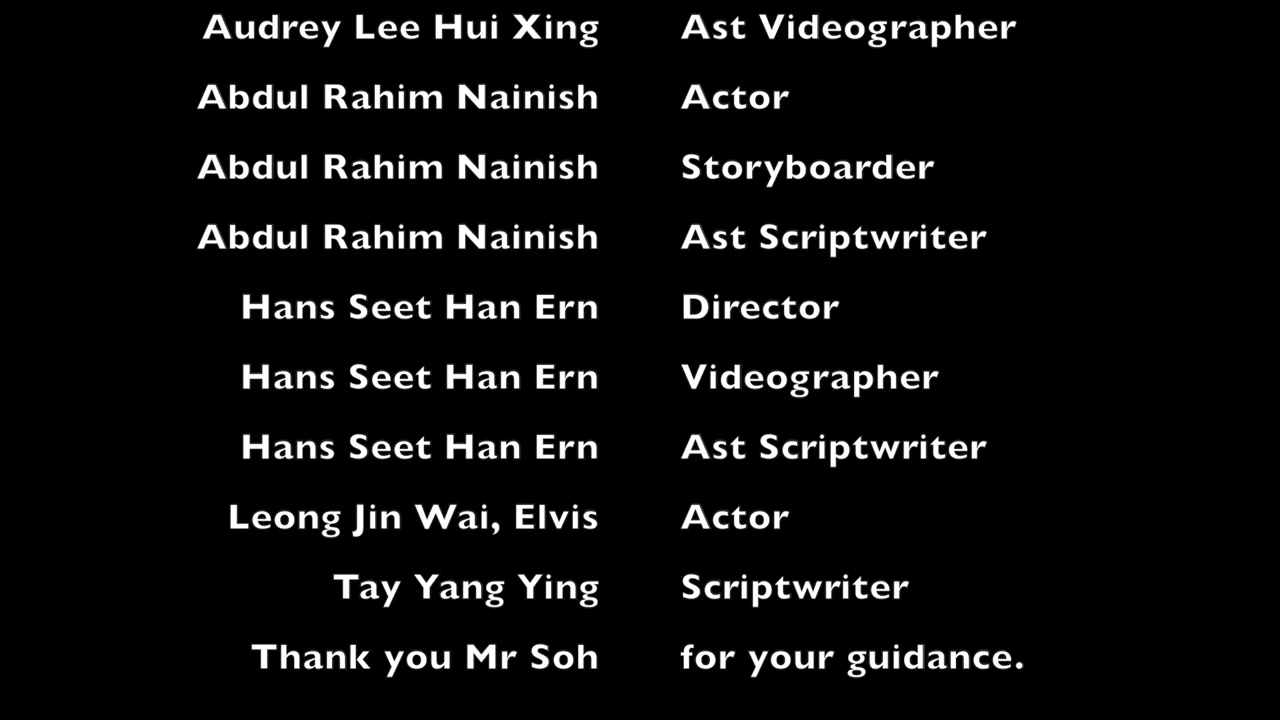 Audrey Lee Hui Xing Ast Videographer
Abdul Rahim Nainish Actor
Abdul Rahim Nainish Storyboarder
Abdul Rahim Nainish Ast Scriptwriter
Hans Seet Han Ern Director
Hans Seet Han Ern Videographer
Hans Seet Han Ern Ast Scriptwriter
Leong Jin Wai, Elvis Actor
Tay Yang Ying Scriptwriter
Thank you Mr Soh for your guidance.